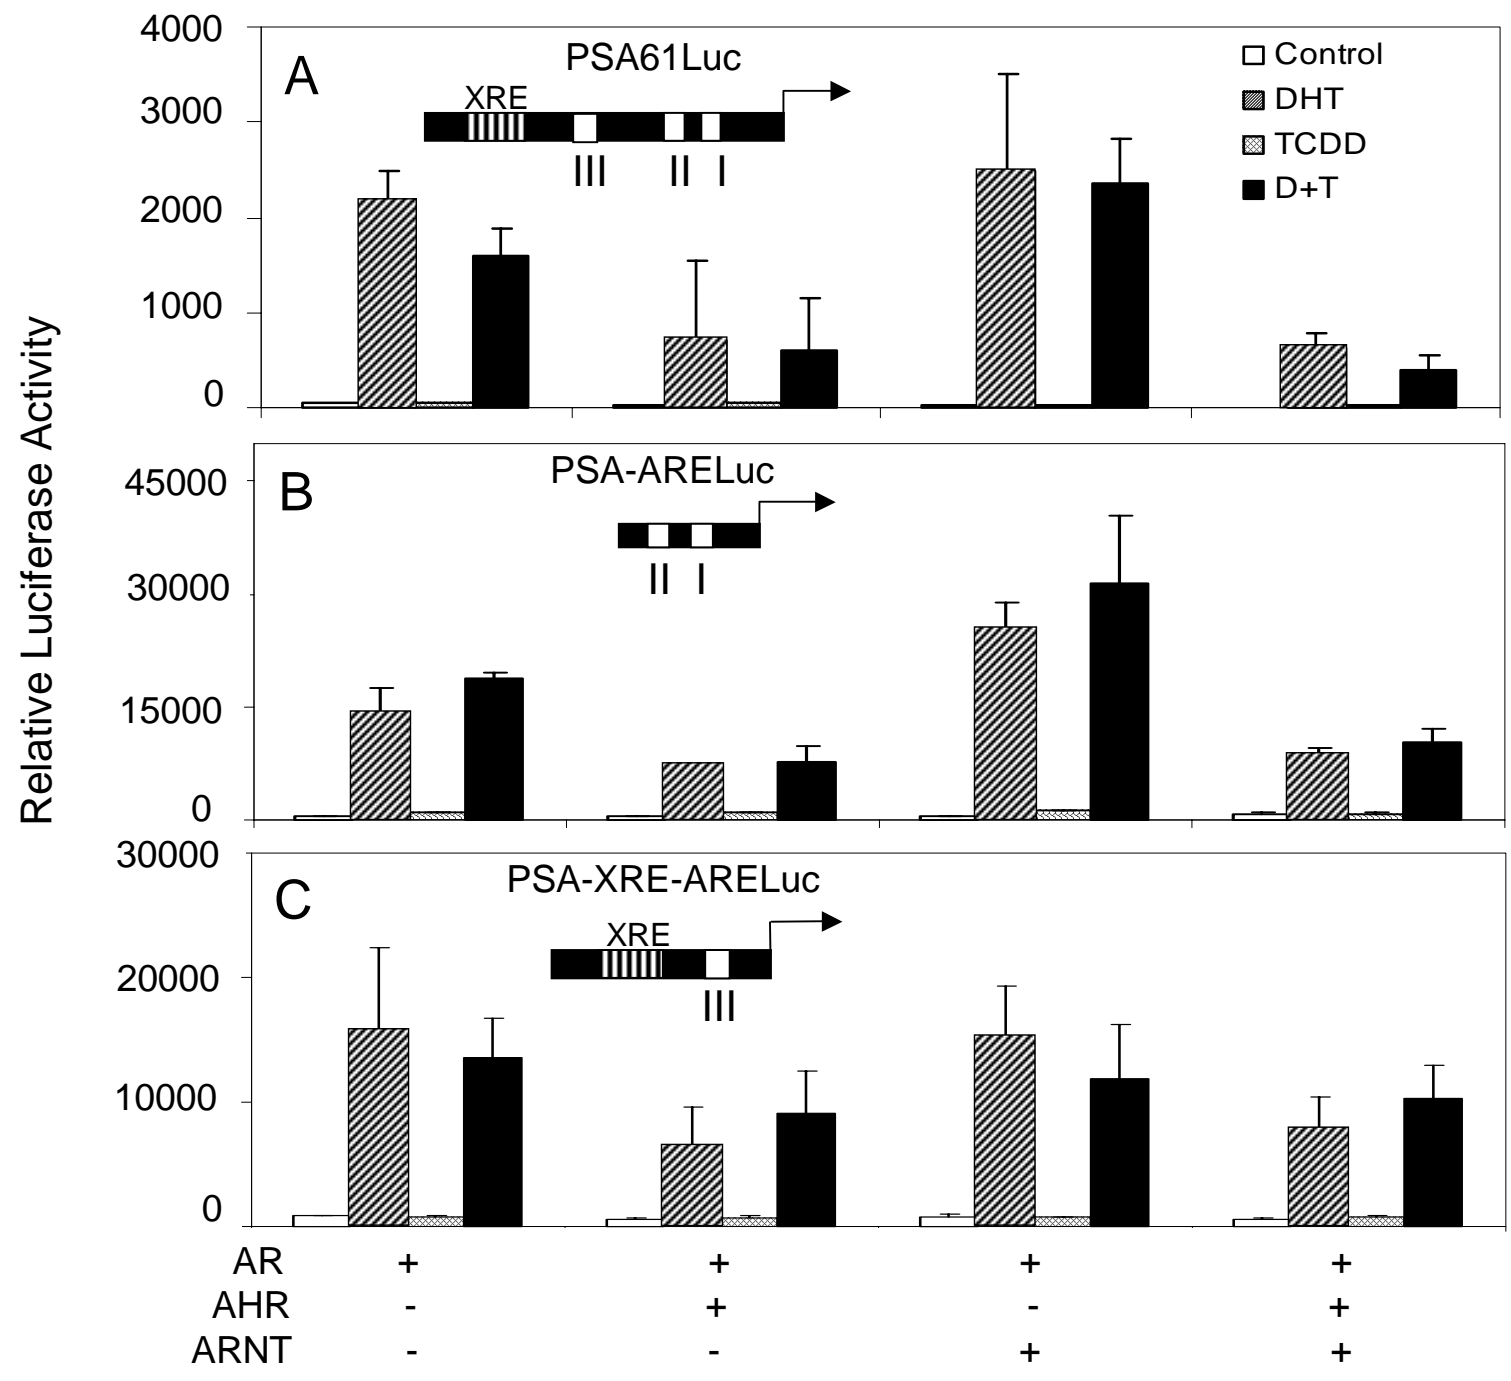 Relative Luciferase Activity
4000
3000
2000
1000
0
A
PSA61Luc
XRE
III II I
Control
DHT
TCDD
D+T
45000
30000
15000
0
B
PSA-ARELuc
II I
30000
20000
10000
0
C
PSA-XRE-ARELuc
XRE
III
AR + + + +
AHR - + - +
ARNT - - + +